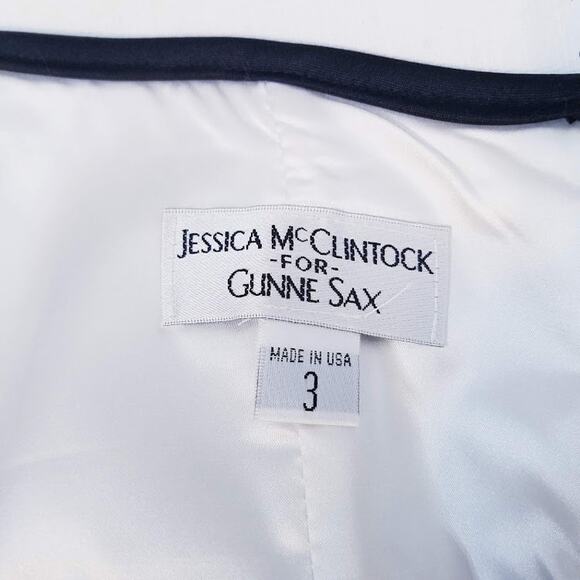 JESSICA McCLINTOCK
-FOR-
GUNNE SAX
MADE IN USA
3